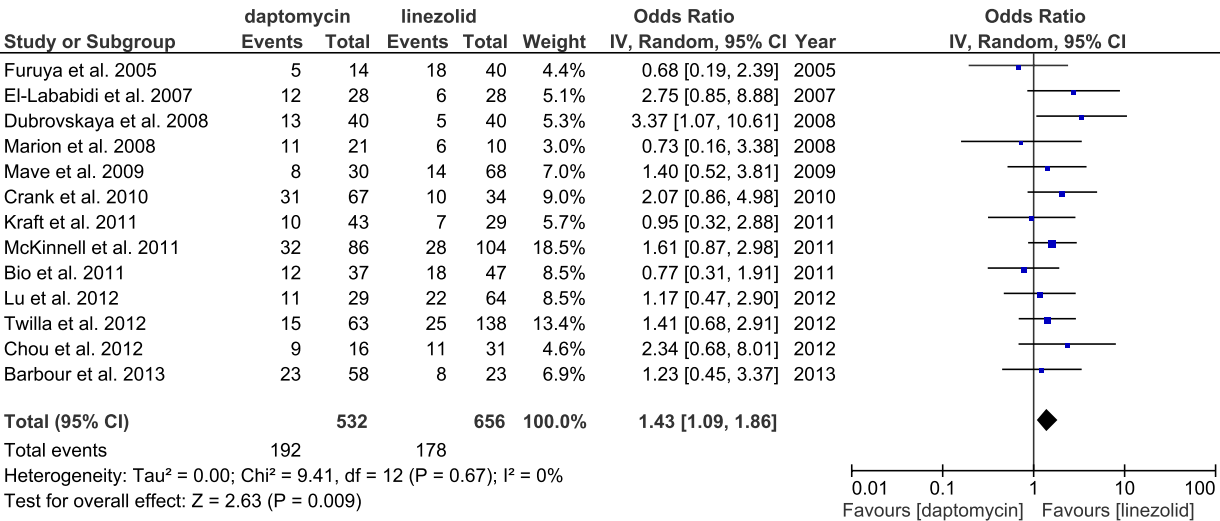 daptomycin linezolid Odds Ratio Odds Ratio
Study or Subgroup Events Total Events Total Weight IV, Random, 95% CI Year IV, Random, 95% CI
Furuya et al. 2005 5 14 18 40 4.4% 0.68 [0.19, 2.39] 2005
El-Lababidi et al. 2007 12 28 6 28 5.1% 2.75 [0.85, 8.88] 2007
Dubrovskaya et al. 2008 13 40 5 40 5.3% 3.37 [1.07, 10.61] 2008
Marion et al. 2008 11 21 6 10 3.0% 0.73 [0.16, 3.38] 2008
Mave et al. 2009 8 30 14 68 7.0% 1.40 [0.52, 3.81] 2009
Crank et al. 2010 31 67 10 34 9.0% 2.07 [0.86, 4.98] 2010
Kraft et al. 2011 10 43 7 29 5.7% 0.95 [0.32, 2.88] 2011
McKinnell et al. 2011 32 86 28 104 18.5% 1.61 [0.87, 2.98] 2011
Bio et al. 2011 12 37 18 47 8.5% 0.77 [0.31, 1.91] 2011
Lu et al. 2012 11 29 22 64 8.5% 1.17 [0.47, 2.90] 2012
Twilla et al. 2012 15 63 25 138 13.4% 1.41 [0.68, 2.91] 2012
Chou et al. 2012 9 16 11 31 4.6% 2.34 [0.68, 8.01] 2012
Barbour et al. 2013 23 58 8 23 6.9% 1.23 [0.45, 3.37] 2013
Total (95% CI) 532 656 100.0% 1.43 [1.09, 1.86]
Total events 192 178
Heterogeneity: Tau² = 0.00; Chi² = 9.41, df = 12 (P = 0.67); I² = 0%
Test for overall effect: Z = 2.63 (P = 0.009)
0.01 0.1 1 10 100
Favours [daptomycin] Favours [linezolid]